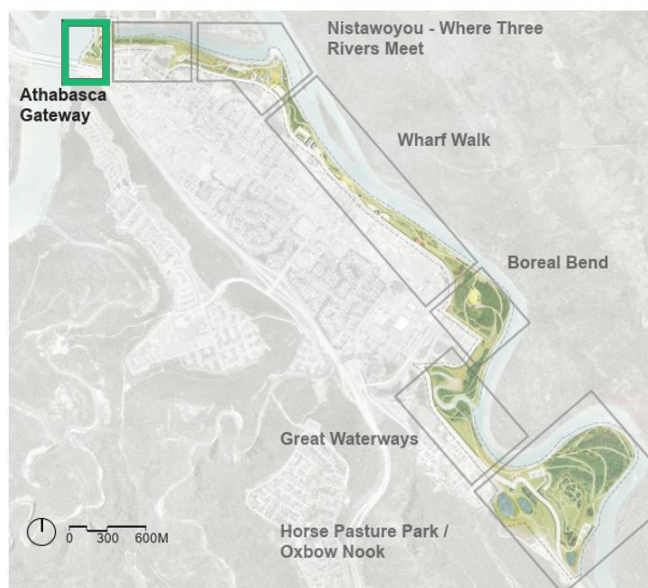 Nistawoyou - Where Three
Rivers Meet
Athabasca
Gateway
Wharf Walk
Boreal Bend
Great Waterways
Horse Pasture Park /
Oxbow Nook
0 300 600M